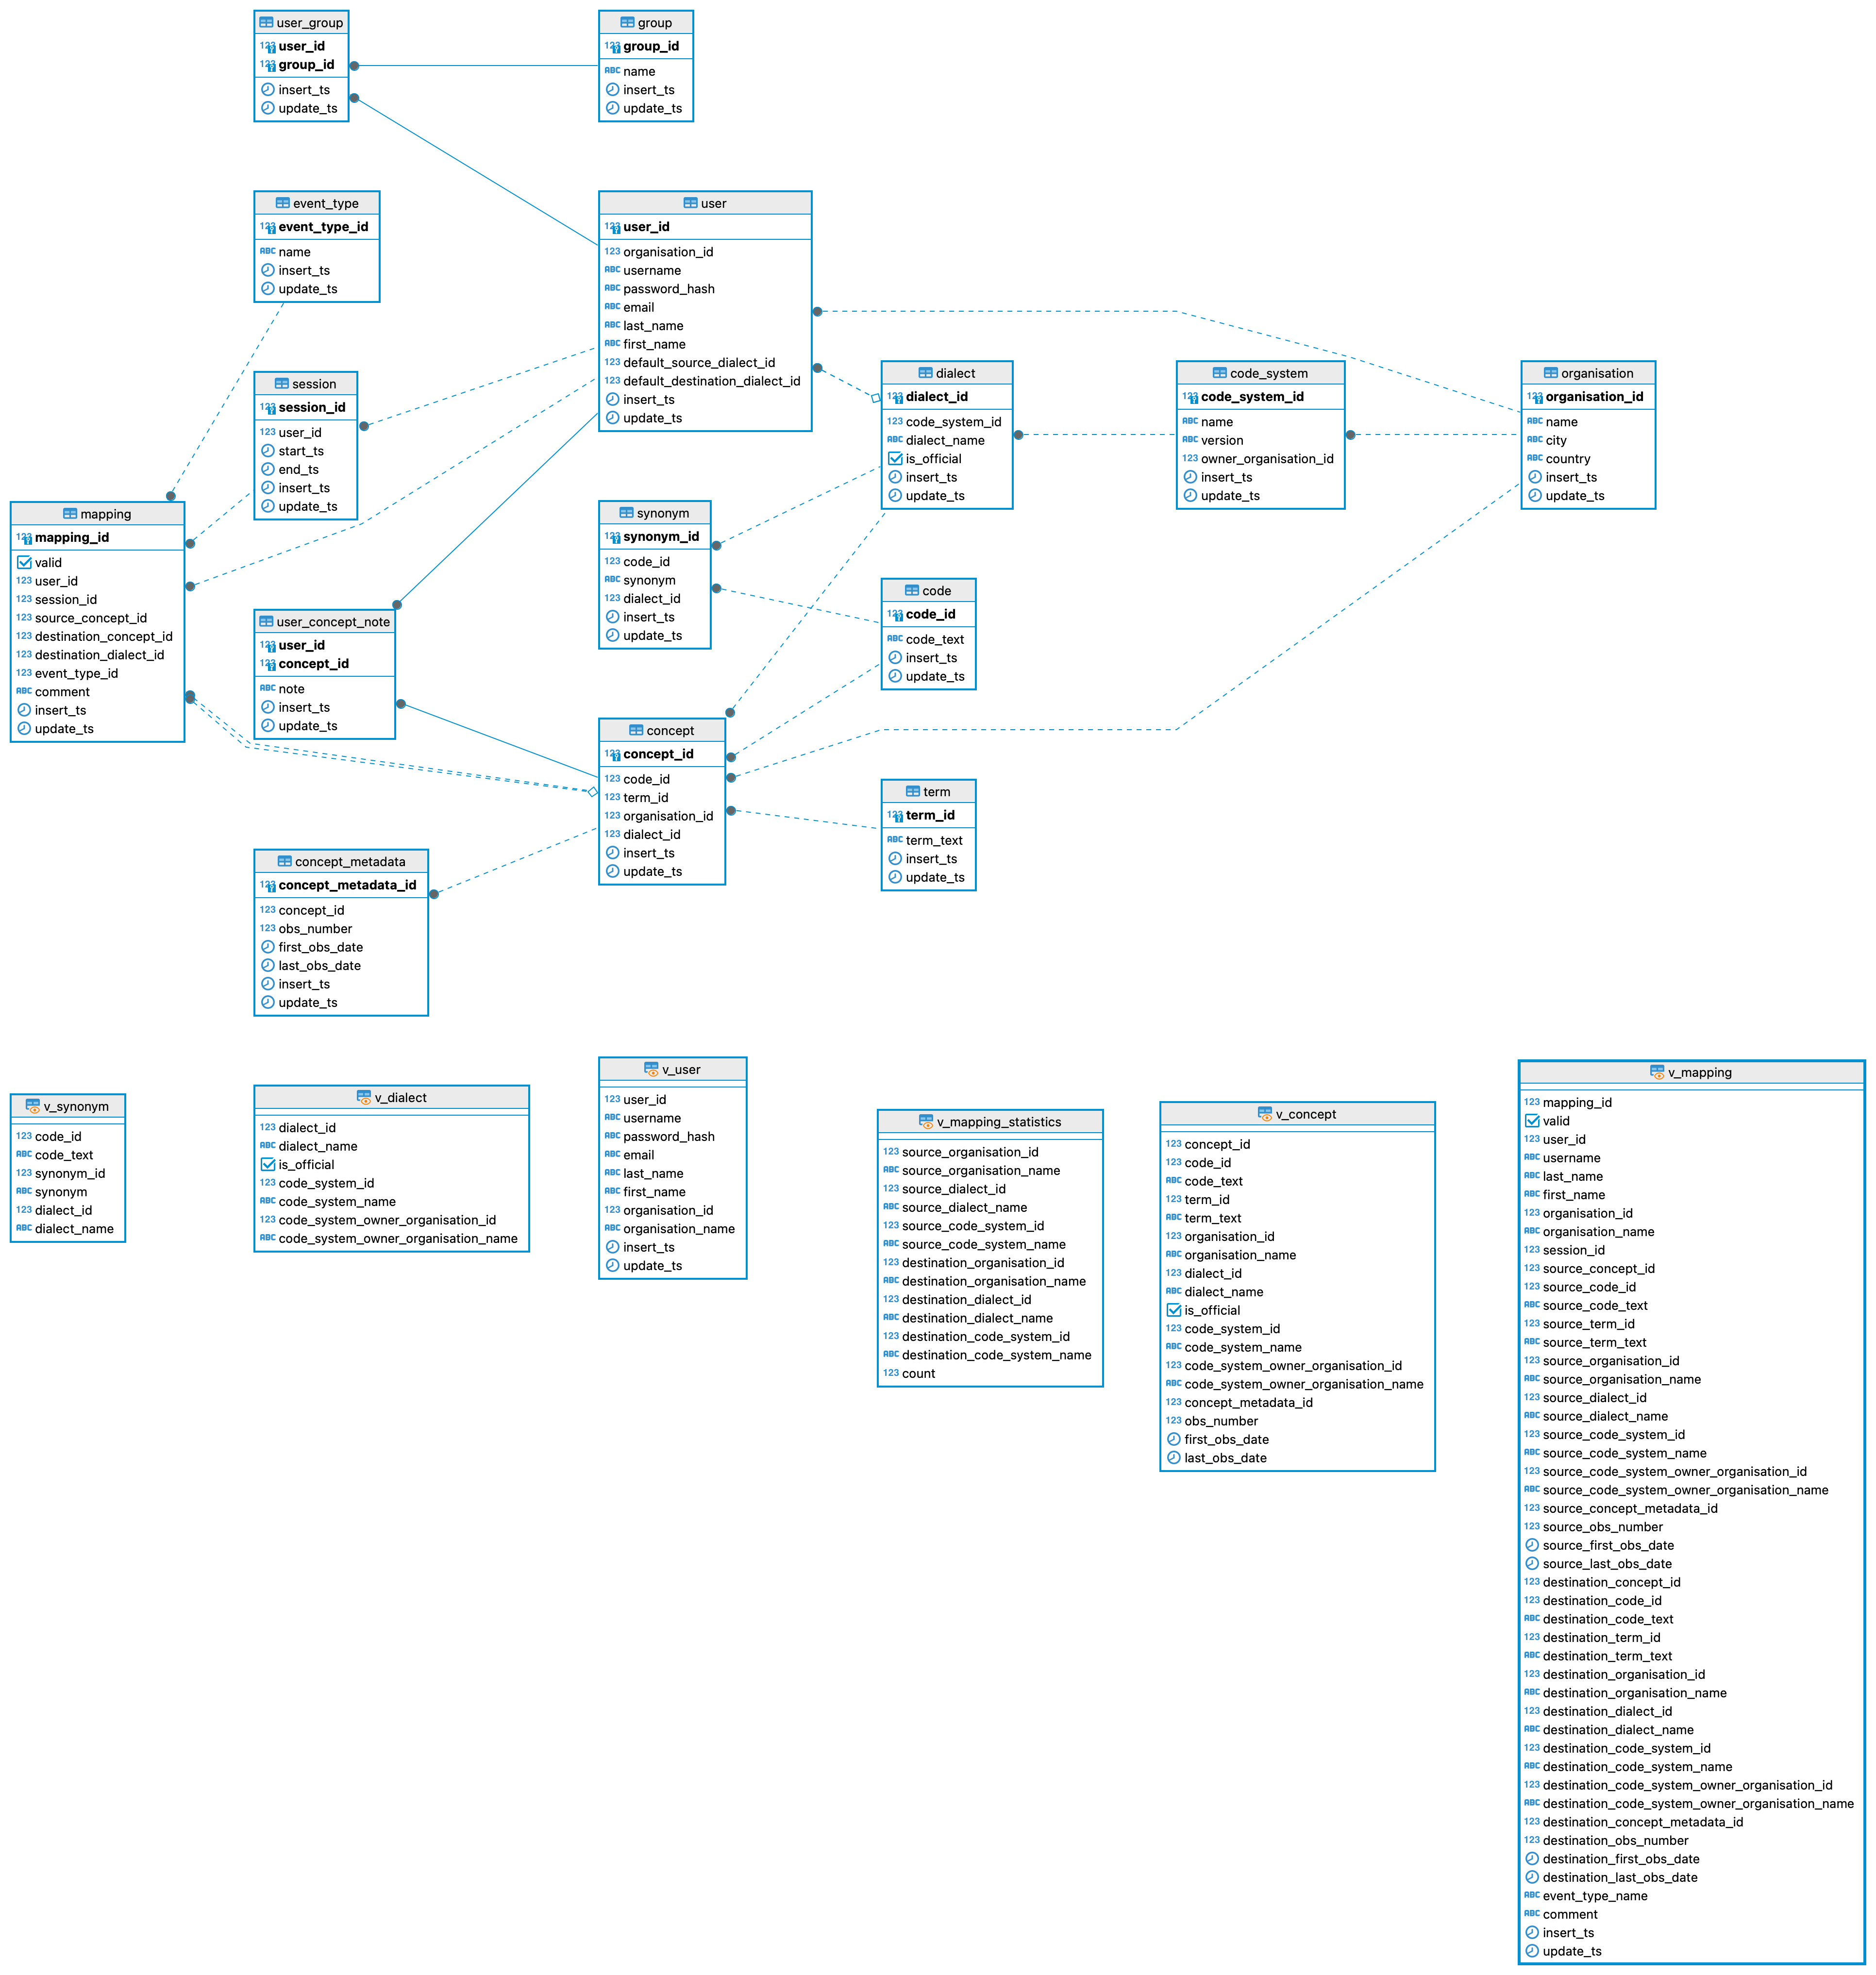 user_group
user_id
group_id
insert_ts
update_ts
group
group_id
name
insert_ts
update_ts
event_type
event_type_id
name
insert_ts
update_ts
user
user_id
organisation_id
username
password_hash
email
last_name
first_name
default_source_dialect_id
default_destination_dialect_id
insert_ts
update_ts
session
session_id
user_id
start_ts
end_ts
insert_ts
update_ts
dialect
dialect_id
code_system_id
dialect_name
is_official
insert_ts
update_ts
code_system
code_system_id
name
version
owner_organisation_id
insert_ts
update_ts
organisation
organisation_id
name
city
country
insert_ts
update_ts
mapping
mapping_id
valid
user_id
session_id
source_concept_id
destination_concept_id
destination_dialect_id
event_type_id
comment
insert_ts
update_ts
synonym
synonym_id
code_id
synonym
dialect_id
insert_ts
update_ts
code
code_id
code_text
insert_ts
update_ts
user_concept_note
user_id
concept_id
note
insert_ts
update_ts
concept
concept_id
code_id
term_id
organisation_id
dialect_id
insert_ts
update_ts
term
term_id
term_text
insert_ts
update_ts
concept_metadata
concept_metadata_id
concept_id
obs_number
first_obs_date
last_obs_date
insert_ts
update_ts
v_synonym
code_id
code_text
synonym_id
synonym
dialect_id
dialect_name
v_dialect
dialect_id
dialect_name
is_official
code_system_id
code_system_name
code_system_owner_organisation_id
code_system_owner_organisation_name
v_user
user_id
username
password_hash
email
last_name
first_name
organisation_id
organisation_name
insert_ts
update_ts
v_mapping_statistics
source_organisation_id
source_organisation_name
source_dialect_id
source_dialect_name
source_code_system_id
source_code_system_name
destination_organisation_id
destination_organisation_name
destination_dialect_id
destination_dialect_name
destination_code_system_id
destination_code_system_name
count
v_concept
concept_id
code_id
code_text
term_id
term_text
organisation_id
organisation_name
dialect_id
dialect_name
is_official
code_system_id
code_system_name
code_system_owner_organisation_id
code_system_owner_organisation_name
concept_metadata_id
obs_number
first_obs_date
last_obs_date
v_mapping
mapping_id
valid
user_id
username
last_name
first_name
organisation_id
organisation_name
session_id
source_concept_id
source_code_id
source_code_text
source_term_id
source_term_text
source_organisation_id
source_organisation_name
source_dialect_id
source_dialect_name
source_code_system_id
source_code_system_name
source_code_system_owner_organisation_id
source_code_system_owner_organisation_name
source_concept_metadata_id
source_obs_number
source_first_obs_date
source_last_obs_date
destination_concept_id
destination_code_id
destination_code_text
destination_term_id
destination_term_text
destination_organisation_id
destination_organisation_name
destination_dialect_id
destination_dialect_name
destination_code_system_id
destination_code_system_name
destination_code_system_owner_organisation_id
destination_code_system_owner_organisation_name
destination_concept_metadata_id
destination_obs_number
destination_first_obs_date
destination_last_obs_date
event_type_name
comment
insert_ts
update_ts